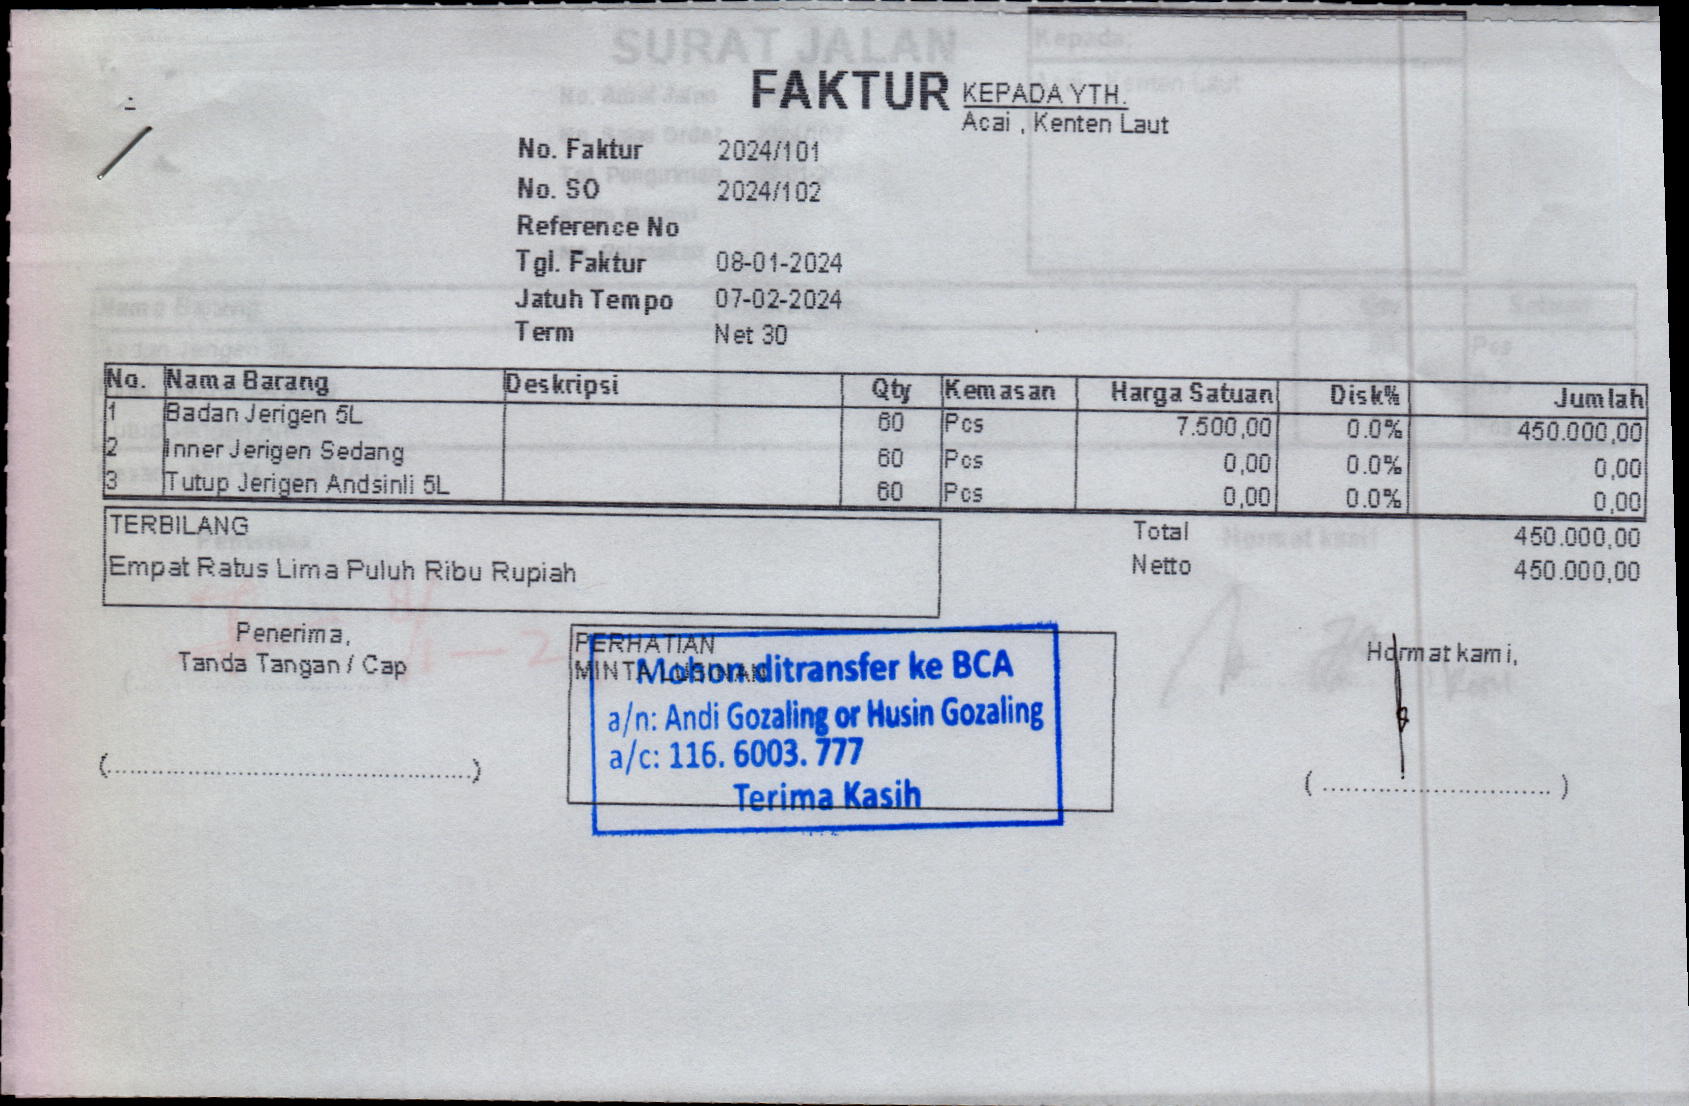 SURAT JALAN
Kepada,
FAKTUR
KEPADA YTH.
Acai , Kenten Laut
No. Faktur 2024/101
No. SO 2024/102
Reference No
Tgl. Faktur 08-01-2024
Jatuh Tempo 07-02-2024
Term Net 30
No. Nama Barang Deskripsi Qty Kemasan Harga Satuan Disk% Jumlah
1 Badan Jerigen 5L 60 Pcs 7.500,00 0.0% 450.000,00
2 Inner Jerigen Sedang 60 Pcs 0,00 0.0% 0,00
3 Tutup Jerigen Andsinli 5L 60 Pcs 0,00 0.0% 0,00
Total 450.000,00
Netto 450.000,00
TERBILANG
Empat Ratus Lima Puluh Ribu Rupiah
Penerima,
Tanda Tangan / Cap
(........................................)
PERHATIAN
MINTA LUSINAN
Mohon ditransfer ke BCA
a/n: Andi Gozaling or Husin Gozaling
a/c: 116. 6003. 777
Terima Kasih
Hormat kami,
(............................)